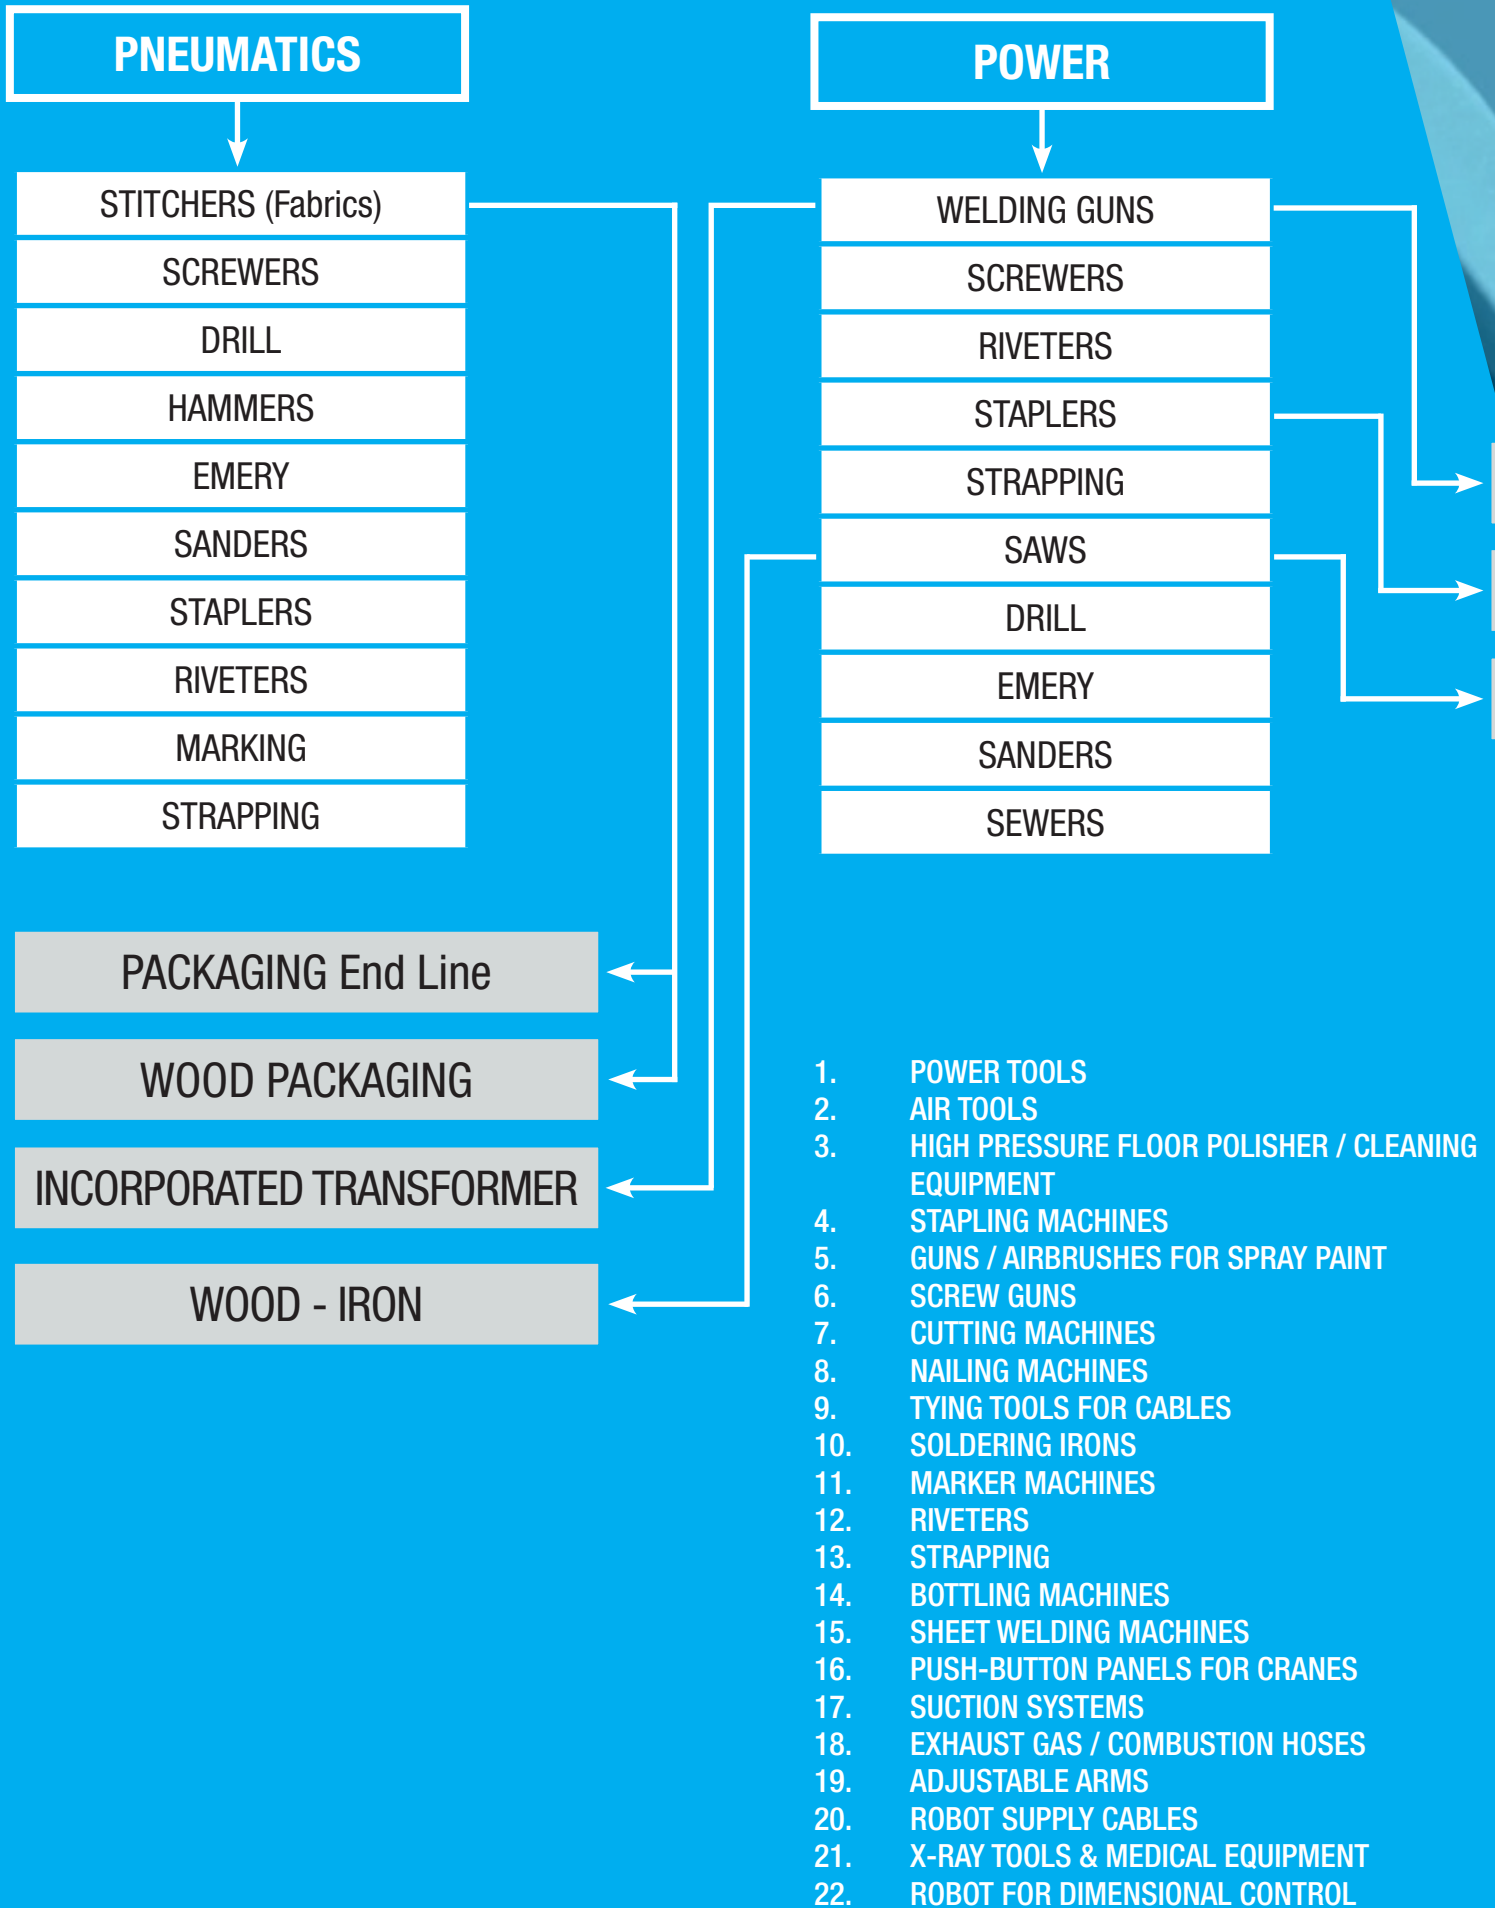 PNEUMATICS
STITCHERS (Fabrics)
SCREWERS
DRILL
HAMMERS
EMERY
SANDERS
STAPLERS
RIVETERS
MARKING
STRAPPING
PACKAGING End Line
WOOD PACKAGING
INCORPORATED TRANSFORMER
WOOD - IRON
POWER
WELDING GUNS
SCREWERS
RIVETERS
STAPLERS
STRAPPING
SAWS
DRILL
EMERY
SANDERS
SEWERS
1. POWER TOOLS
2. AIR TOOLS
3. HIGH PRESSURE FLOOR POLISHER / CLEANING
EQUIPMENT
4. STAPLING MACHINES
5. GUNS / AIRBRUSHES FOR SPRAY PAINT
6. SCREW GUNS
7. CUTTING MACHINES
8. NAILING MACHINES
9. TYING TOOLS FOR CABLES
10. SOLDERING IRONS
11. MARKER MACHINES
12. RIVETERS
13. STRAPPING
14. BOTTLING MACHINES
15. SHEET WELDING MACHINES
16. PUSH-BUTTON PANELS FOR CRANES
17. SUCTION SYSTEMS
18. EXHAUST GAS / COMBUSTION HOSES
19. ADJUSTABLE ARMS
20. ROBOT SUPPLY CABLES
21. X-RAY TOOLS & MEDICAL EQUIPMENT
22. ROBOT FOR DIMENSIONAL CONTROL